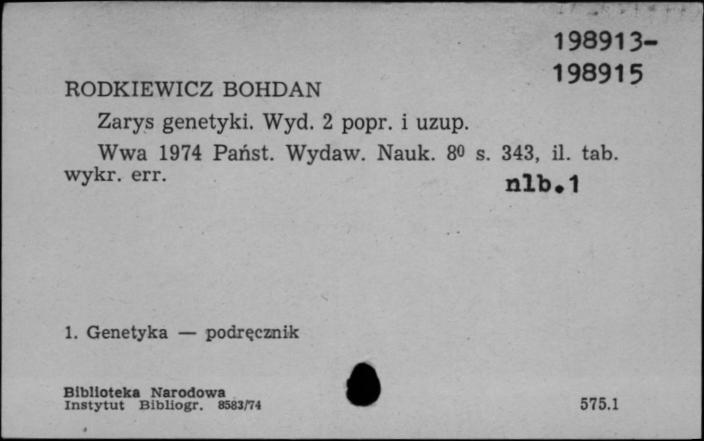 198913-
198915
RODKIEWICZ BOHDAN
Zarys genetyki. Wyd. 2 popr. i uzup.
Wwa 1974 Państ. Wydaw. Nauk. 8⁰ s. 343, il. tab.
wykr. err.
nlb.1
1. Genetyka — podręcznik
Biblioteka Narodowa
Instytut Bibliogr. 8583/74
575.1